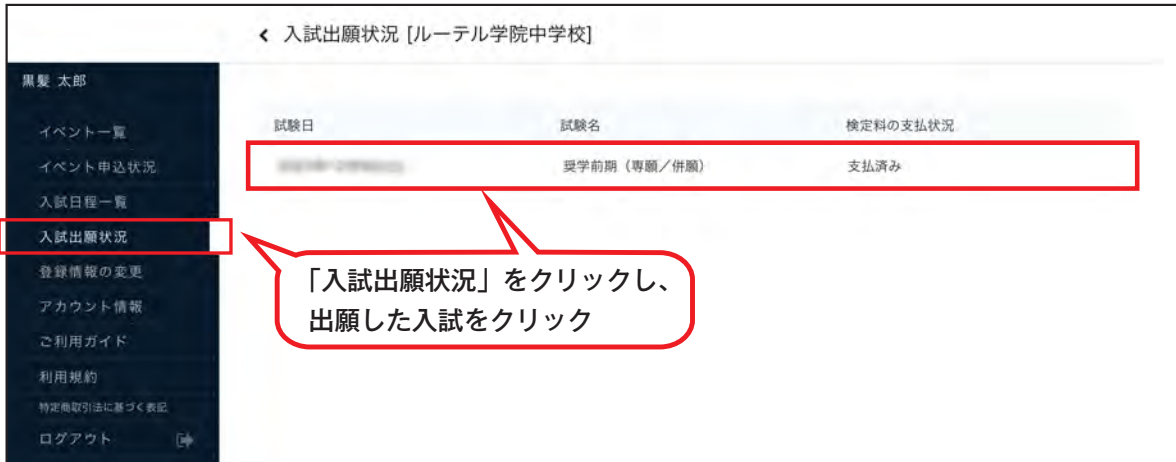 入試出願状況 [ルーテル学院中学校]
黒髪 太郎
イベント一覧
イベント申込状況
入試日程一覧
入試出願状況
登録情報の変更
アカウント情報
ご利用ガイド
利用規約
特定商取引法に基づく表記
ログアウト
試験日 試験名 検定料の支払状況
奨学前期（専願／併願） 支払済み
「入試出願状況」をクリックし、
出願した入試をクリック